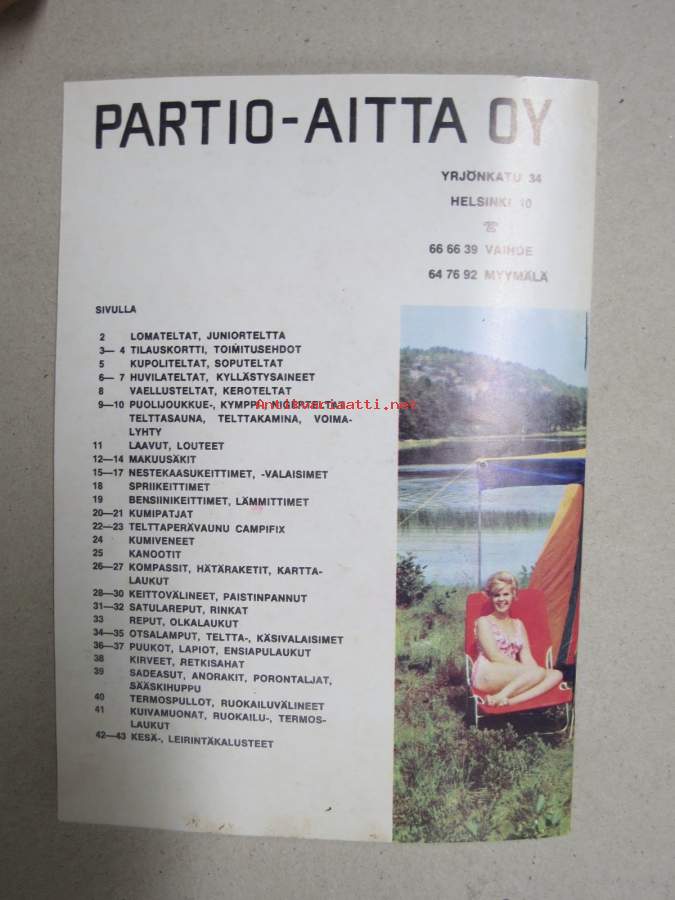 PARTIO-AITTA OY
YRJÖNKATU 34
HELSINKI 10
☎
66 66 39 VAIHDE
64 76 92 MYYMÄLÄ
SIVULLA
2 LOMATELTAT, JUNIORTELTTA
3— 4 TILAUSKORTTI, TOIMITUSEHDOT
5 KUPOLITELTAT, SOPUTELTAT
6— 7 HUVILATELTAT, KYLLÄSTYSAINEET
8 VAELLUSTELTAT, KEROTELTAT
9—10 PUOLIJOUKKUE-, KYMPPI-, NIGERTELTAT
Antikvariaatti.net
TELTTASAUNA, TELTTAKAMINA, VOIMA-
LYHTY
11 LAAVUT, LOUTEET
12—14 MAKUUSÄKIT
15—17 NESTEKAASUKEITTIMET, -VALAISIMET
18 SPRIIKEITTIMET
19 BENSIINIKEITTIMET, LÄMMITTIMET
20—21 KUMIPATJAT
22—23 TELTTAPERÄVAUNU CAMPIFIX
24 KUMIVENEET
25 KANOOTIT
26—27 KOMPASSIT, HÄTÄRAKETIT, KARTTA-
LAUKUT
28—30 KEITTOVÄLINEET, PAISTINPANNUT
31—32 SATULAREPUT, RINKAT
33 REPUT, OLKALAUKUT
34—35 OTSALAMPUT, TELTTA-, KÄSIVALAISIMET
36—37 PUUKOT, LAPIOT, ENSIAPULAUKUT
38 KIRVEET, RETKISAHAT
39 SADEASUT, ANORAKIT, PORONTALJAT,
SÄÄSKIHUPPU
40 TERMOSPULLOT, RUOKAILUVÄLINEET
41 KUIVAMUONAT, RUOKAILU-, TERMOS-
LAUKUT
42—43 KESÄ-, LEIRINTÄKALUSTEET